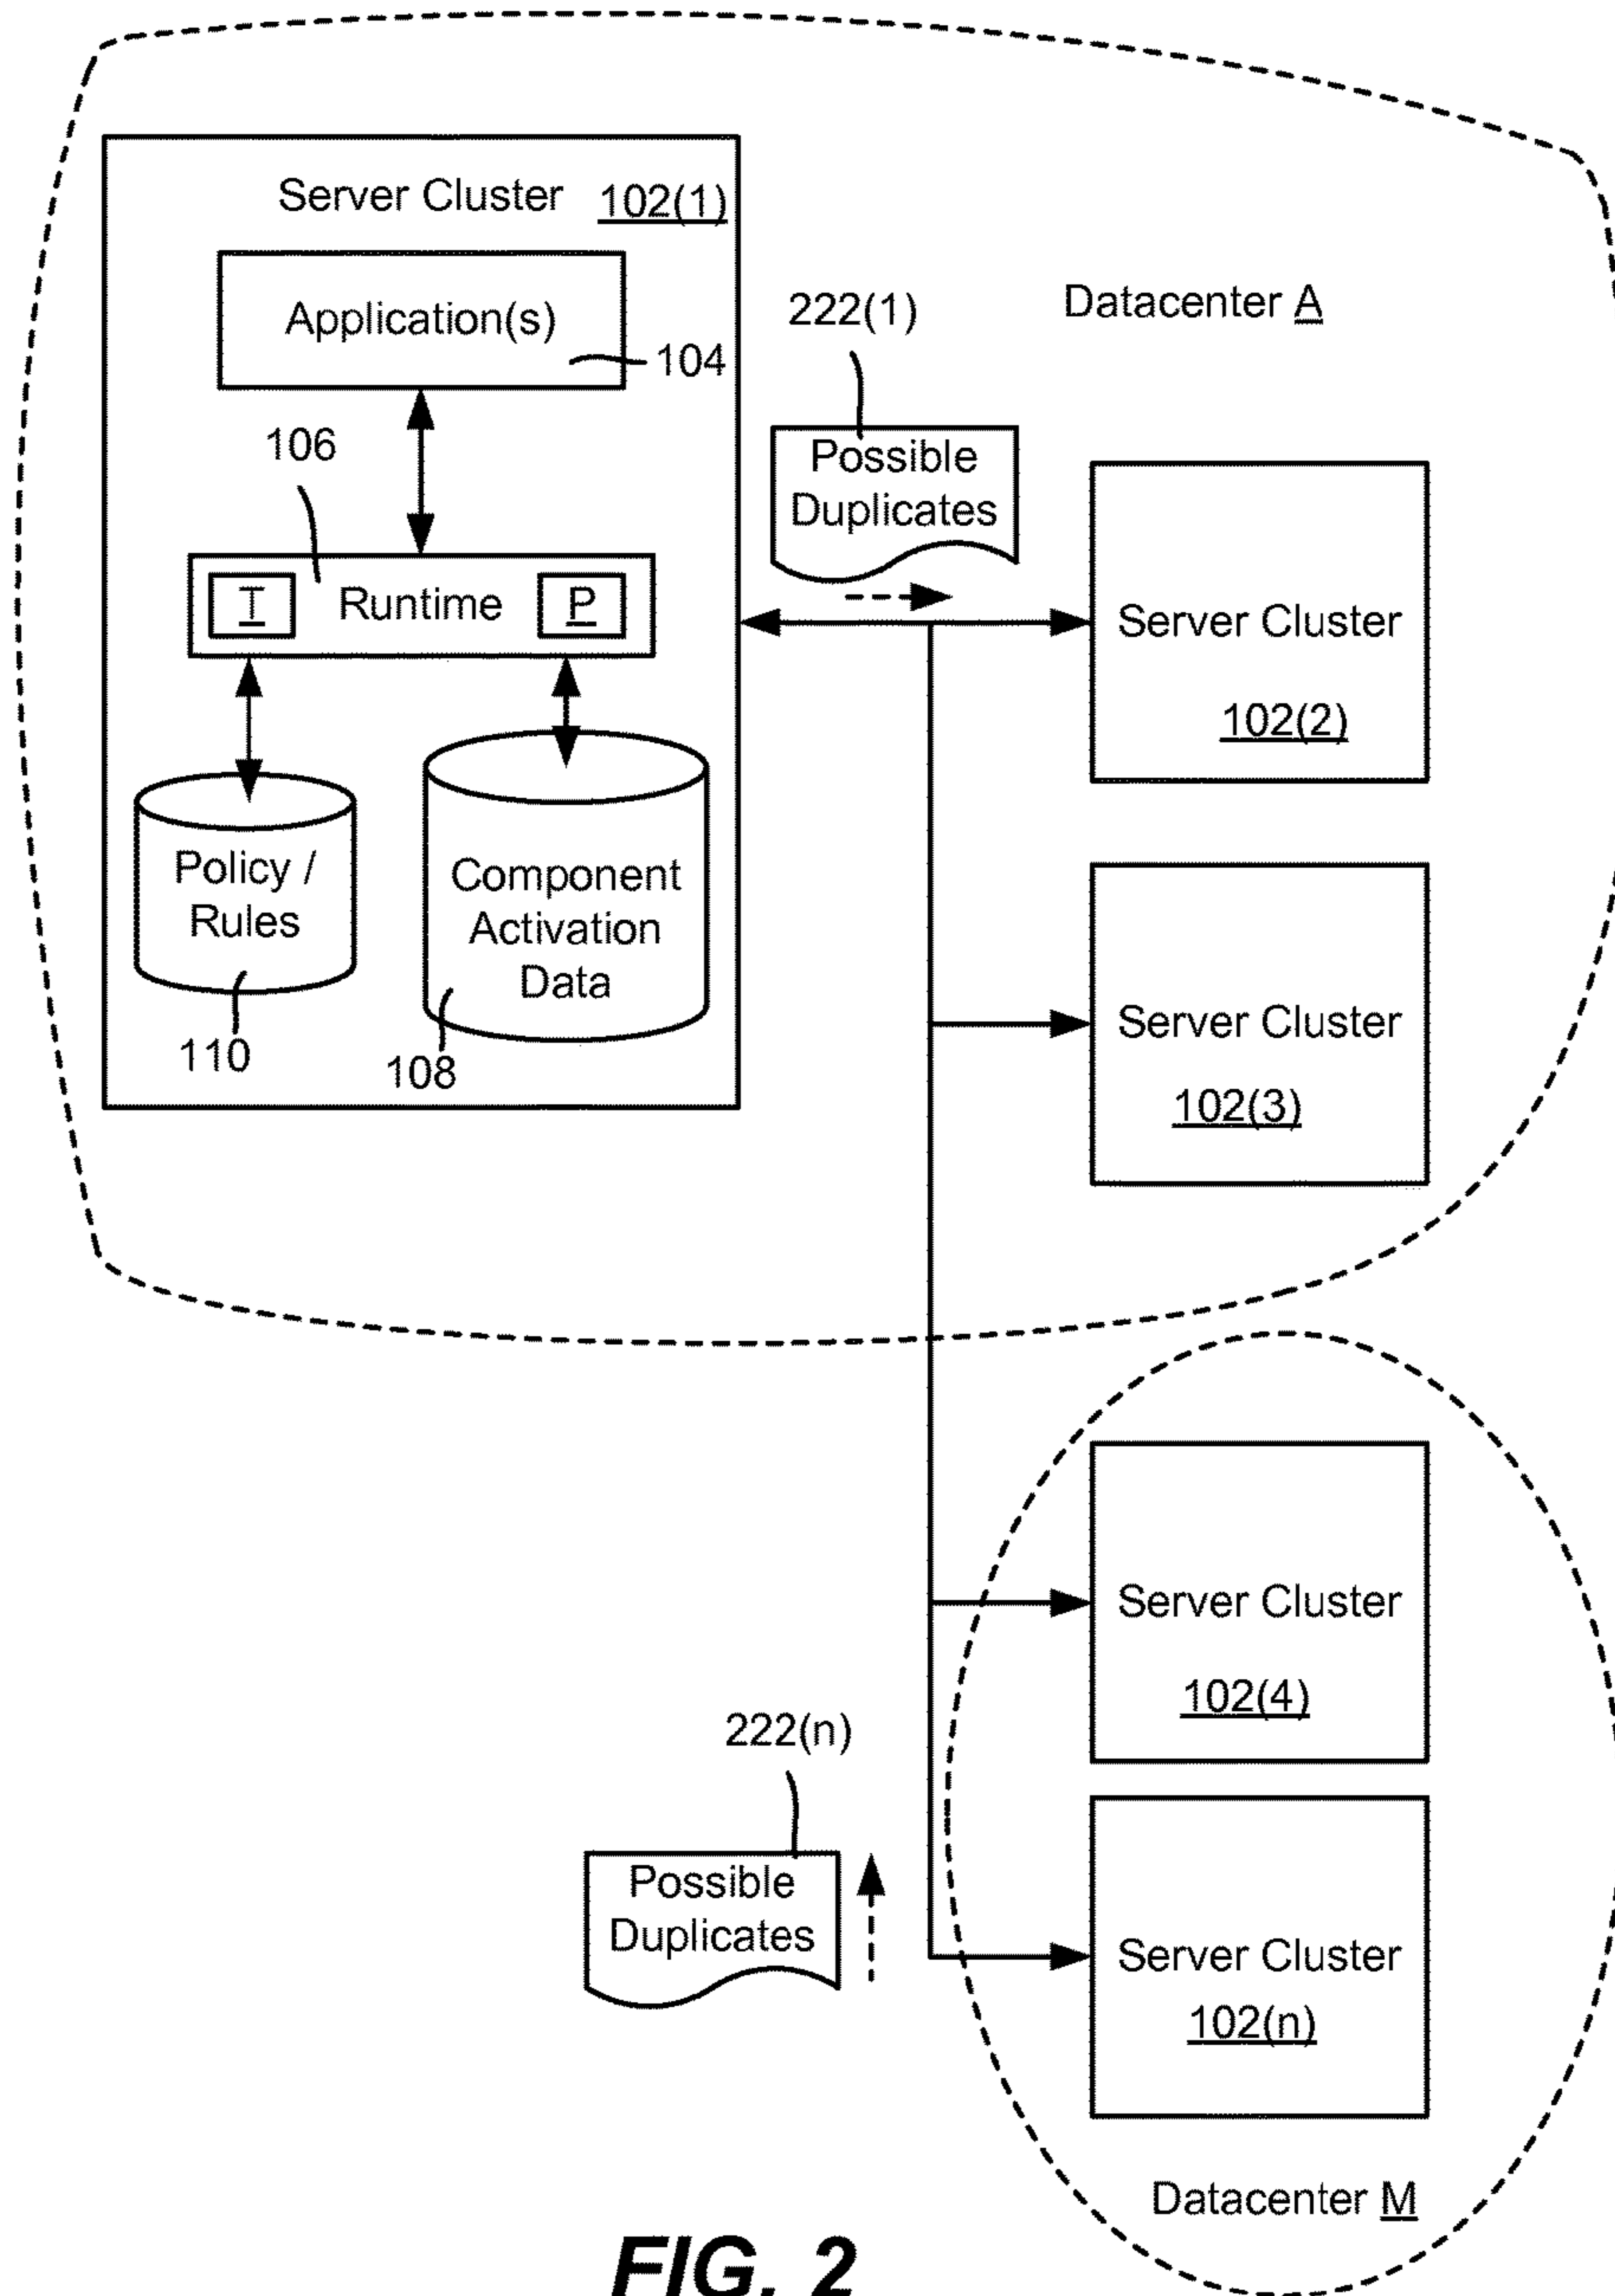 Server Cluster 102(1)
Application(s)
104
106
T Runtime P
Policy /
Rules
110
Component
Activation
Data
108
222(1)
Possible
Duplicates
Datacenter A
Server Cluster
102(2)
Server Cluster
102(3)
Server Cluster
102(4)
222(n)
Possible
Duplicates
Server Cluster
102(n)
Datacenter M
FIG. 2